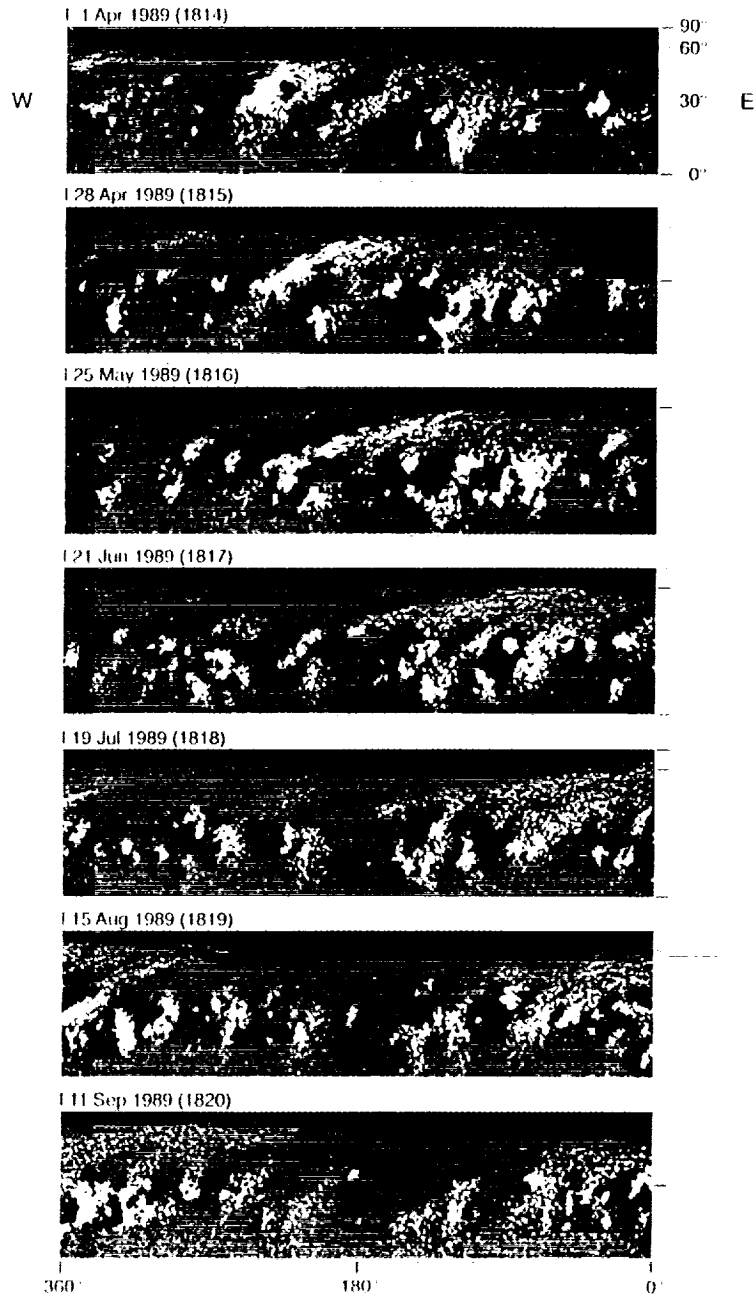 1 Apr 1989 (1814)
90°
60°
W
30°
E
0°
28 Apr 1989 (1815)
25 May 1989 (1816)
21 Jun 1989 (1817)
19 Jul 1989 (1818)
15 Aug 1989 (1819)
11 Sep 1989 (1820)
360°
180°
0°